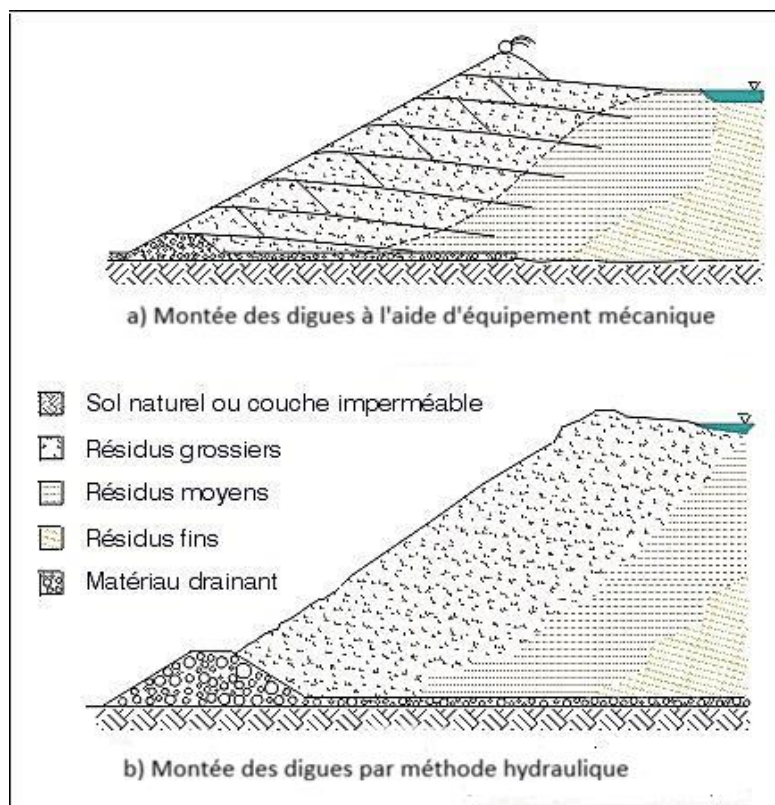 a) Montée des digues à l'aide d'équipement mécanique
Sol naturel ou couche imperméable
Résidus grossiers
Résidus moyens
Résidus fins
Matériau drainant
b) Montée des digues par méthode hydraulique